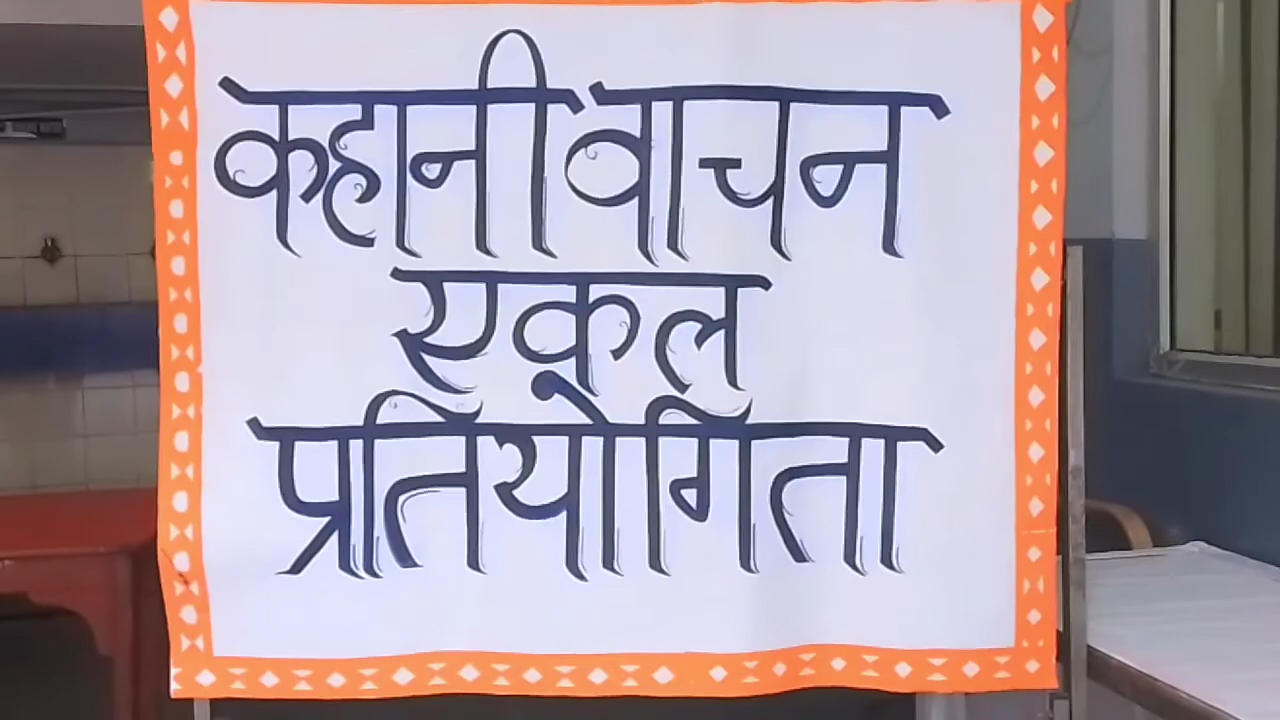 कहानी वाचन
एकल
प्रतियोगिता